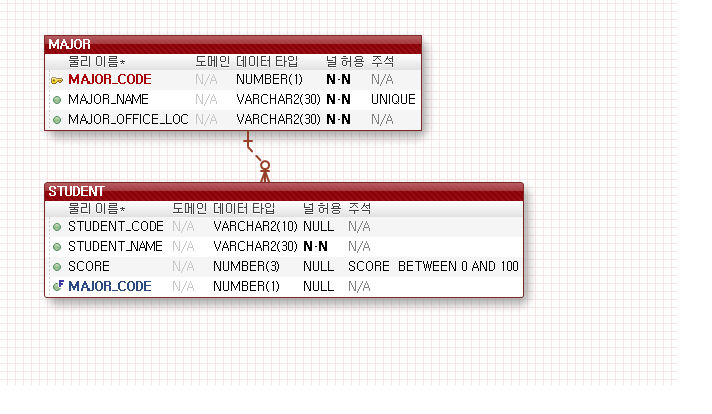 MAJOR
물리 이름* 도메인 데이터 타입 널 허용 주석
MAJOR_CODE N/A NUMBER(1) N-N N/A
MAJOR_NAME N/A VARCHAR2(30) N-N UNIQUE
MAJOR_OFFICE_LOC N/A VARCHAR2(30) N-N N/A
STUDENT
물리 이름* 도메인 데이터 타입 널 허용 주석
STUDENT_CODE N/A VARCHAR2(10) NULL N/A
STUDENT_NAME N/A VARCHAR2(30) N-N N/A
SCORE N/A NUMBER(3) NULL SCORE BETWEEN 0 AND 100
F MAJOR_CODE N/A NUMBER(1) NULL N/A